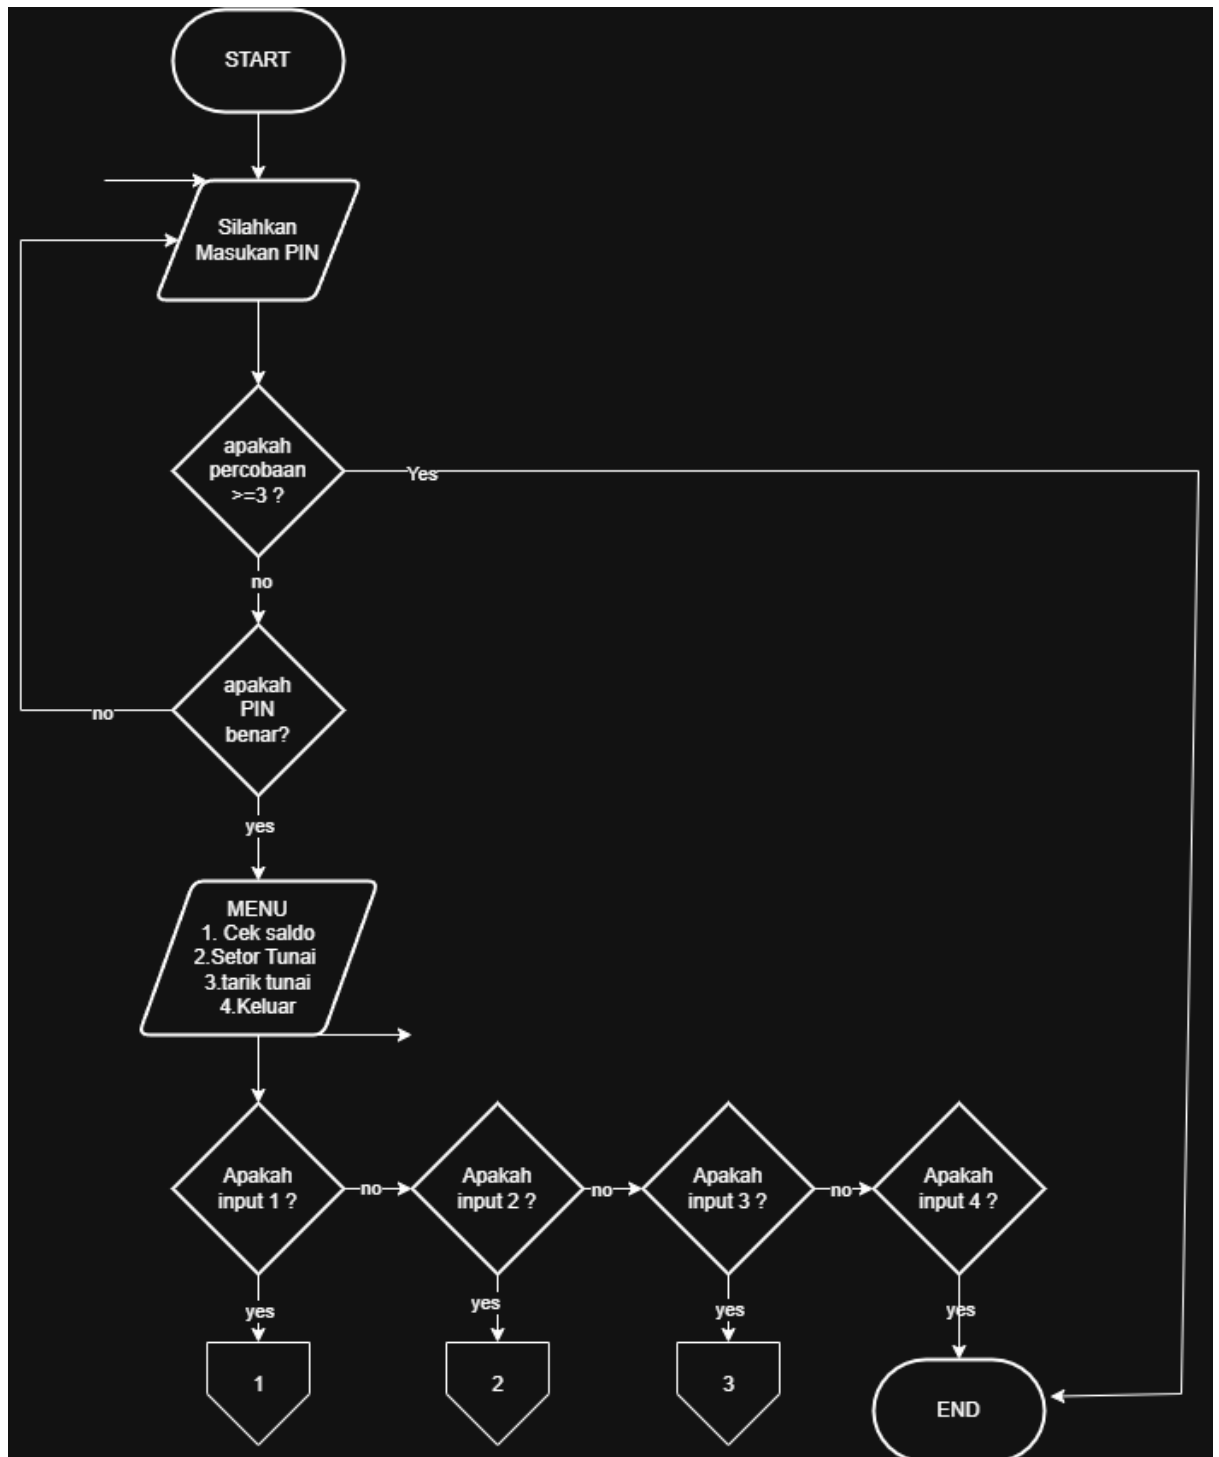 START
Silahkan
Masukan PIN
apakah
percobaan
>=3 ?
Yes
no
apakah
PIN
benar?
no
yes
MENU
1. Cek saldo
2.Setor Tunai
3.tarik tunai
4.Keluar
Apakah
input 1 ?
no
Apakah
input 2 ?
no
Apakah
input 3 ?
no
Apakah
input 4 ?
yes
yes
yes
yes
1
2
3
END